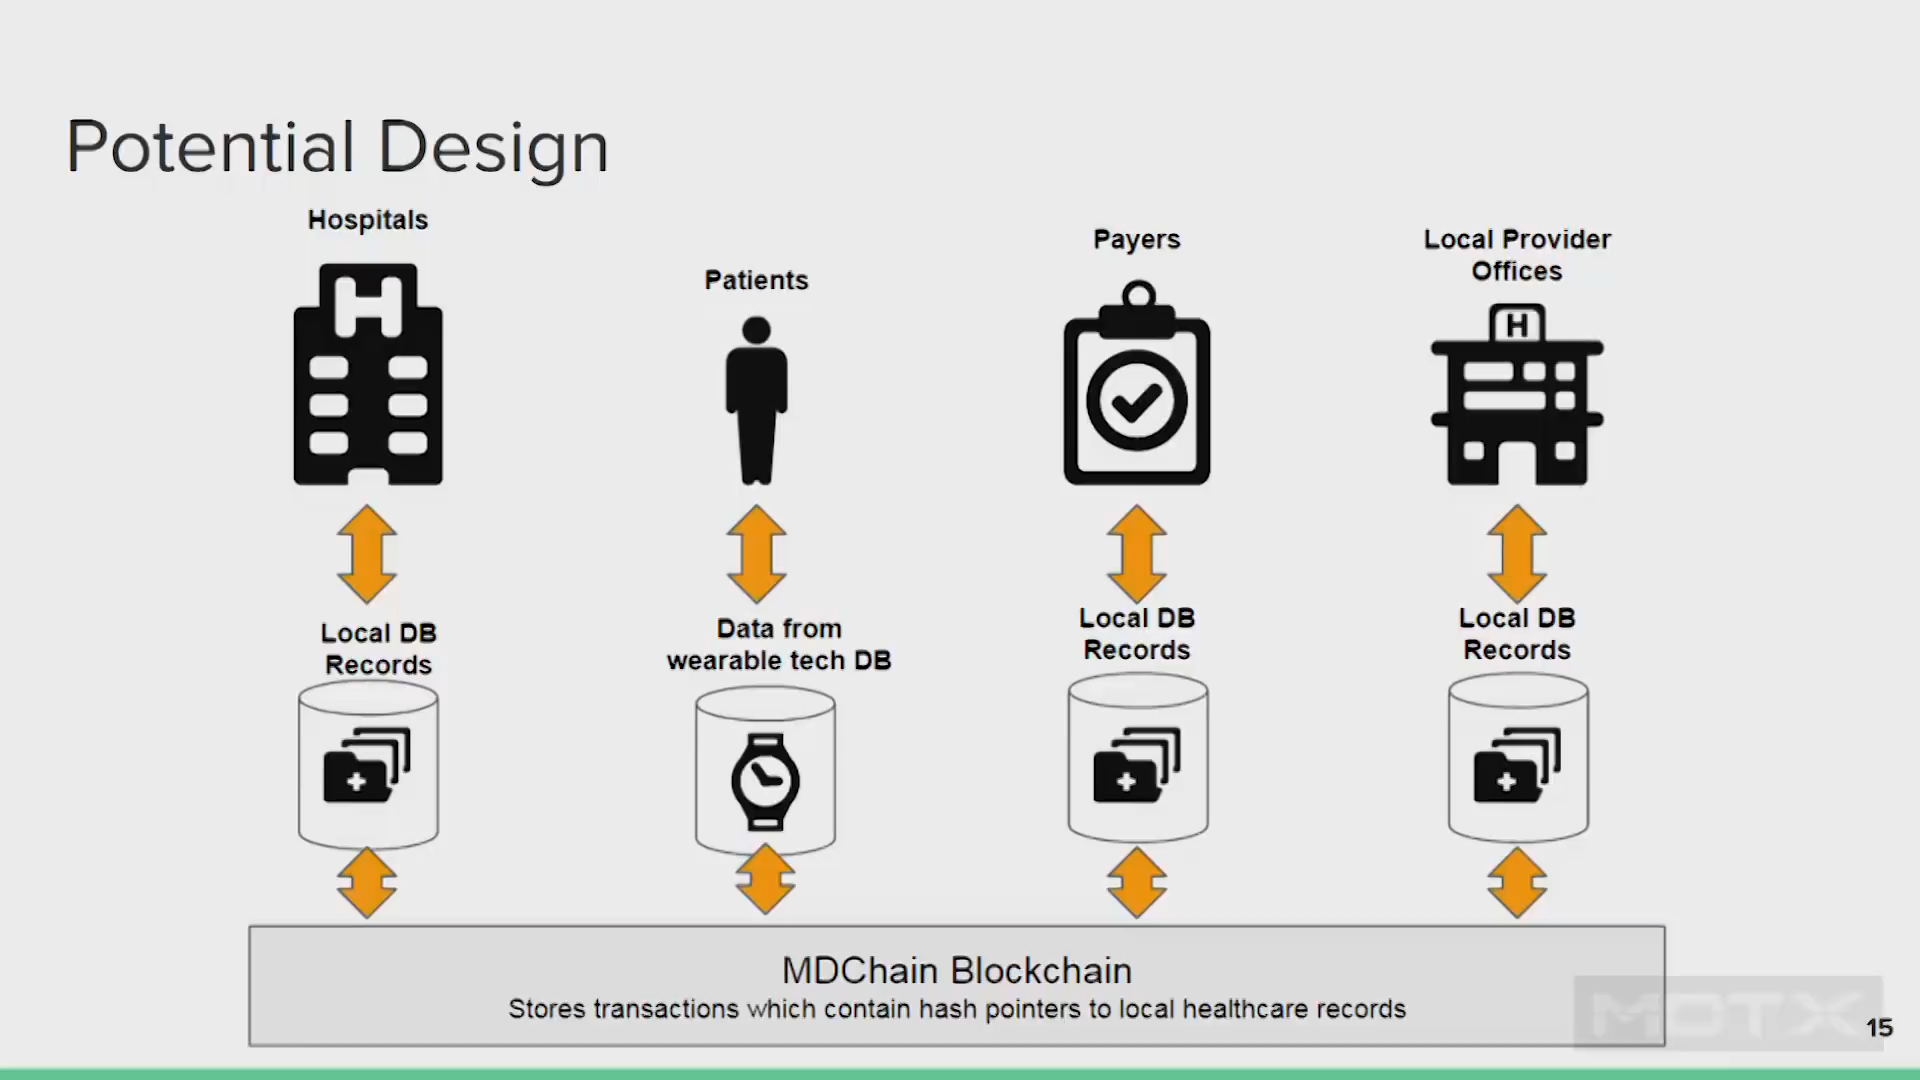 Potential Design
Hospitals
Patients
Payers
Local Provider
Offices
H
H
Local DB
Records
Data from
wearable tech DB
Local DB
Records
Local DB
Records
MDChain Blockchain
Stores transactions which contain hash pointers to local healthcare records
MOTX
15